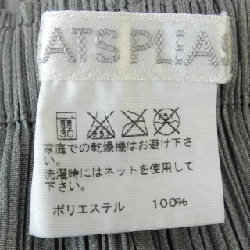 ATS PLEA
家庭での乾燥機はお避け下さ
い。
洗濯時にはネットを使用して下
さい。
ポリエステル 100%